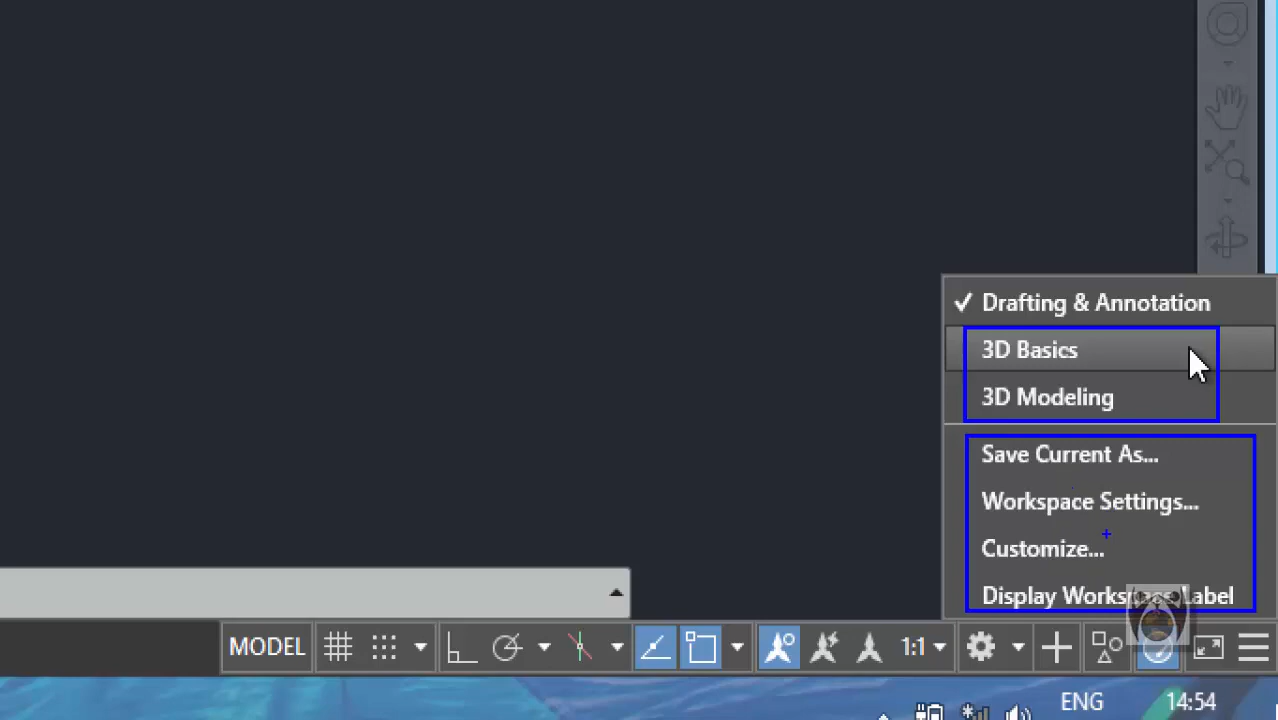 Drafting & Annotation
3D Basics
3D Modeling
Save Current As...
Workspace Settings...
Customize...
Display Workspace Label
MODEL
1:1
ENG
14:54